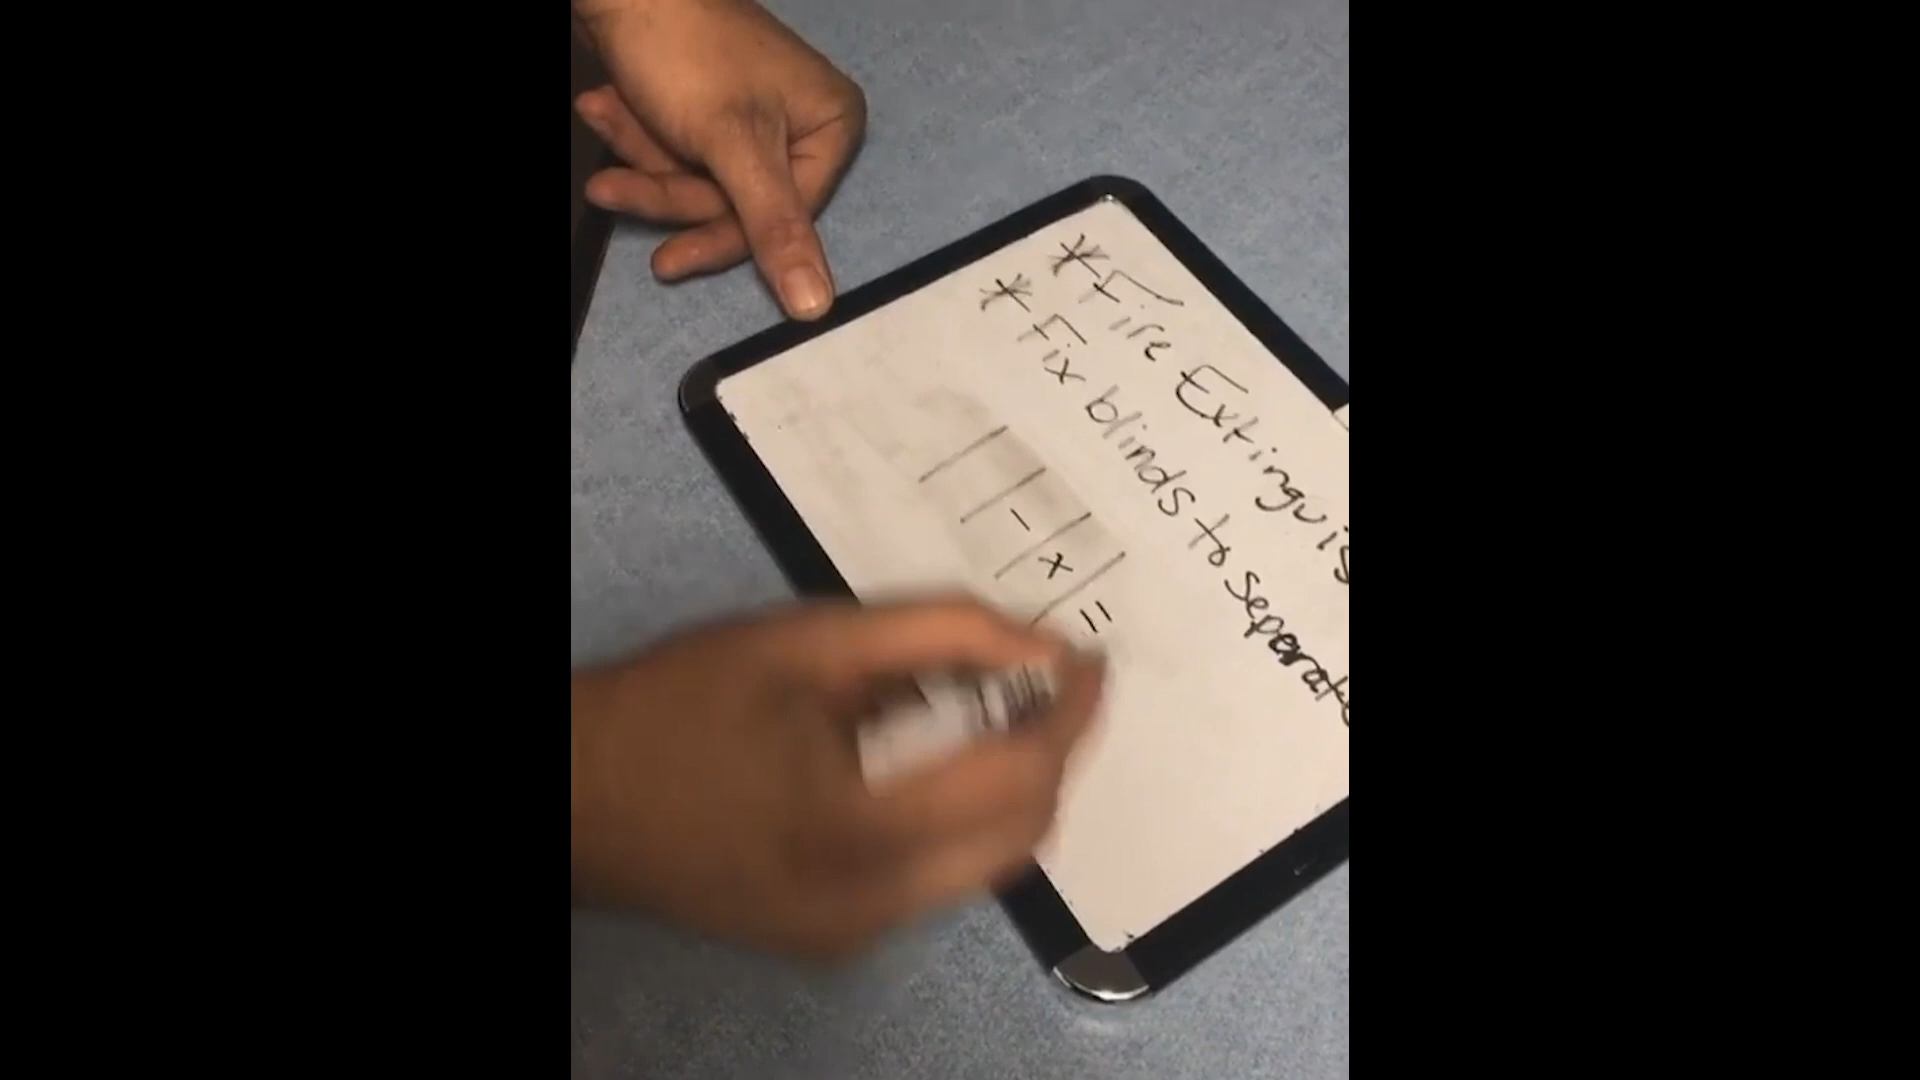 * Fire Extinguis
* Fix blinds to seperate
| | - | x | =